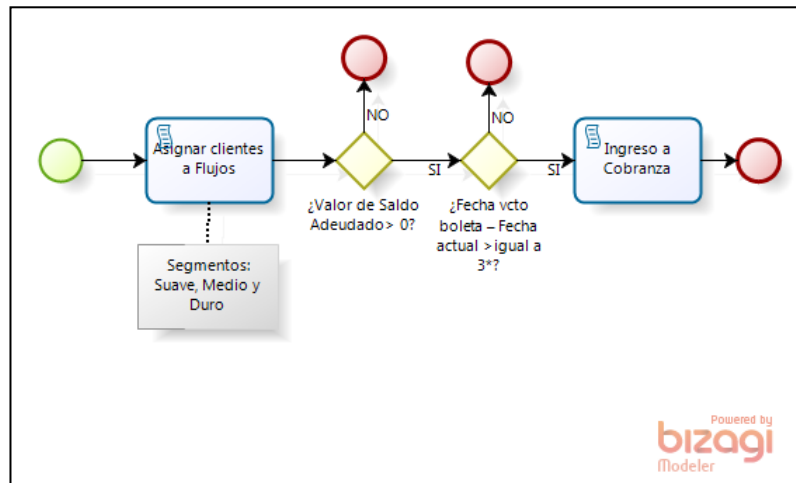 NO
NO
Asignar clientes
a Flujos
Ingreso a
Cobranza
SI
SI
¿Valor de Saldo
Adeudado> 0?
¿Fecha vcto
boleta – Fecha
actual >igual a
3*?
Segmentos:
Suave, Medio y
Duro
Powered by
bizagi
Modeler